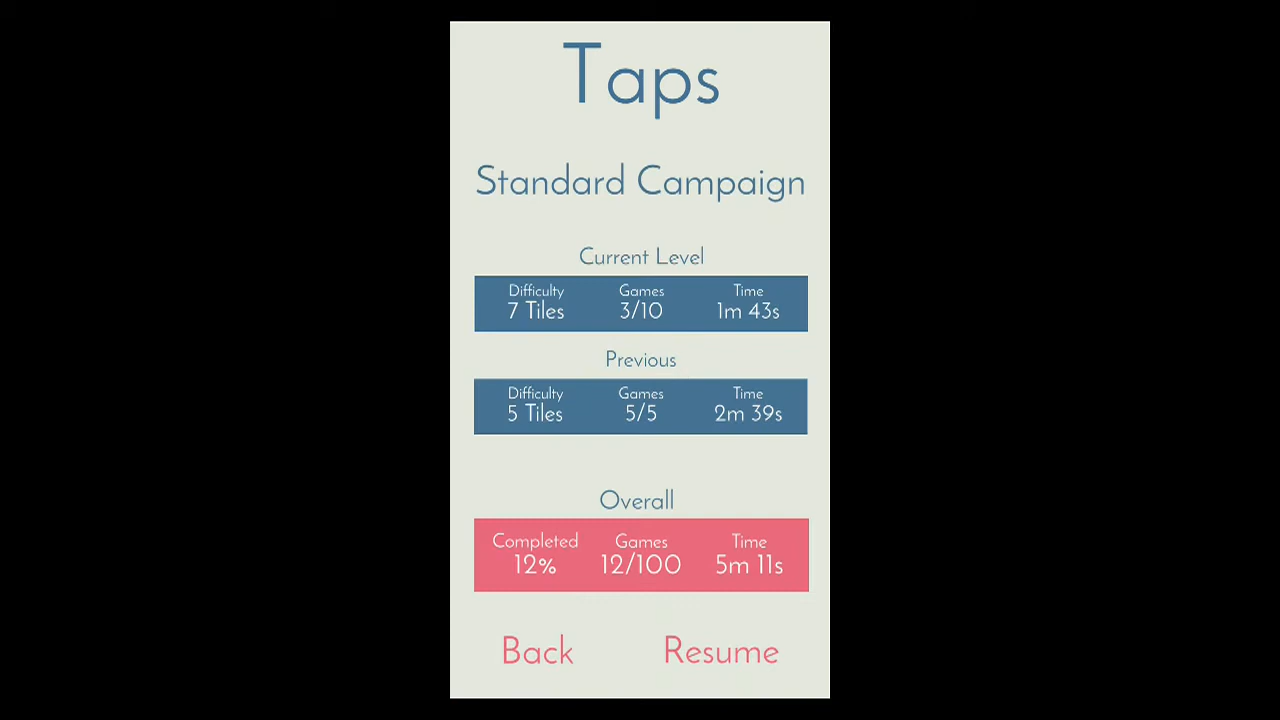 Taps
Standard Campaign
Current Level
Difficulty Games Time
7 Tiles 3/10 1m 43s
Previous
Difficulty Games Time
5 Tiles 5/5 2m 39s
Overall
Completed Games Time
12% 12/100 5m 11s
Back Resume